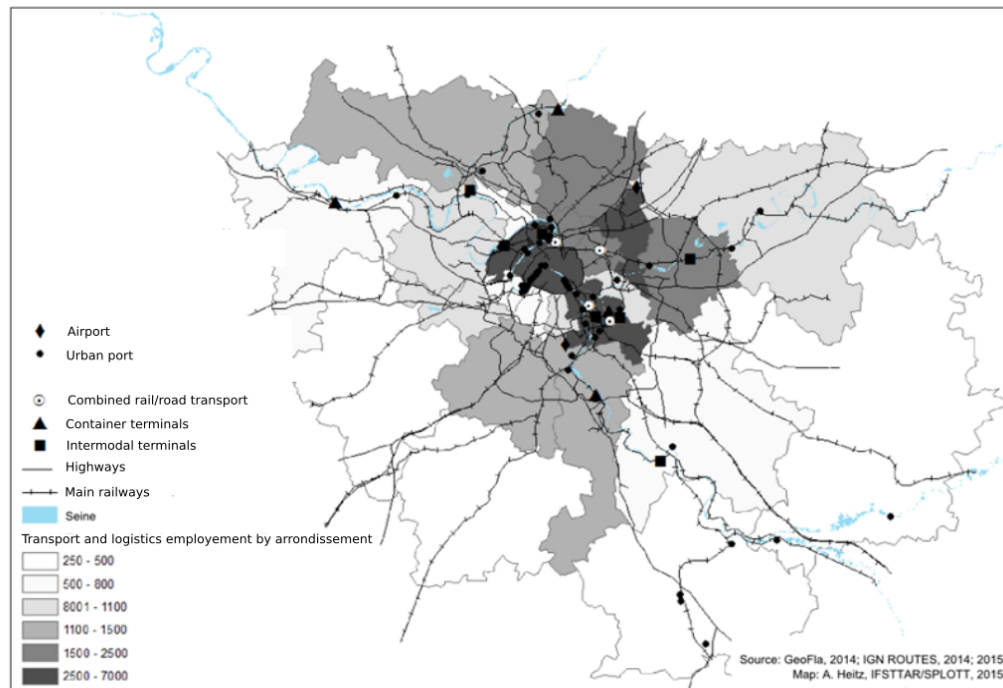 Airport
Urban port
Combined rail/road transport
Container terminals
Intermodal terminals
Highways
Main railways
Seine
Transport and logistics employement by arrondissement
250 - 500
500 - 800
8001 - 1100
1100 - 1500
1500 - 2500
2500 - 7000
Source: GeoFla, 2014; IGN ROUTES, 2014; 2015
Map: A. Heitz, IFSTTAR/SPLOTT, 2015